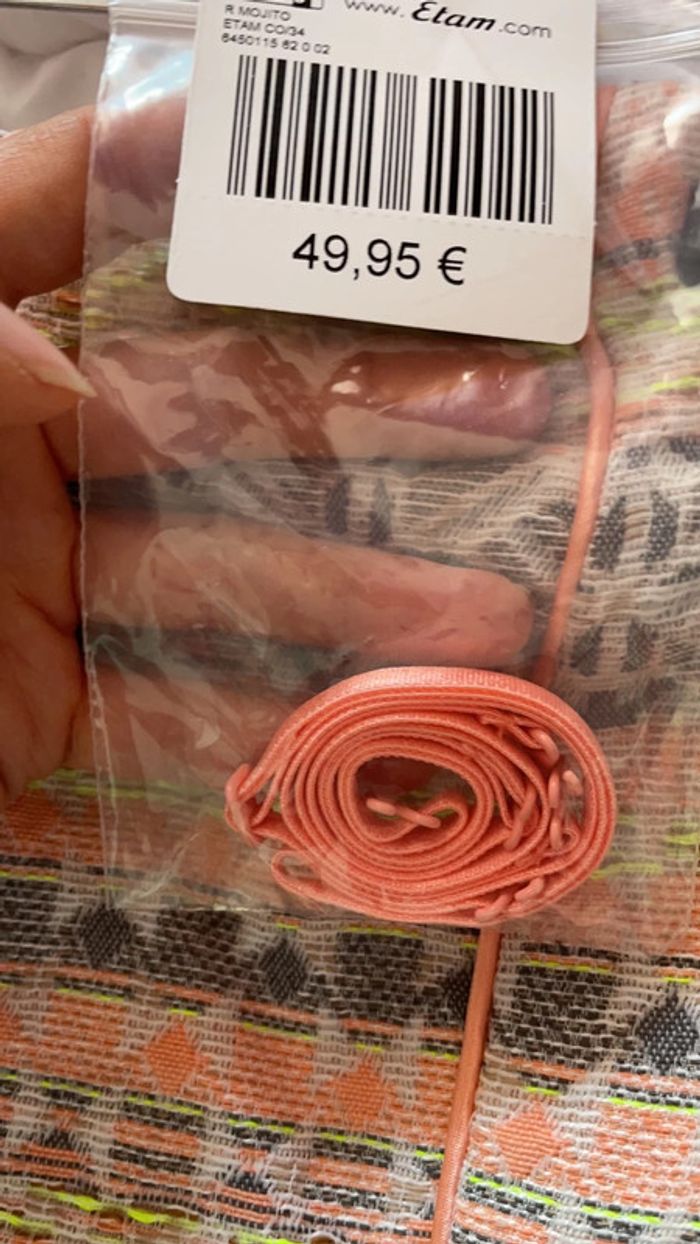 www.Etam.com
R MOJITO
ETAM CO/34
6450115 62 0 02
49,95 €